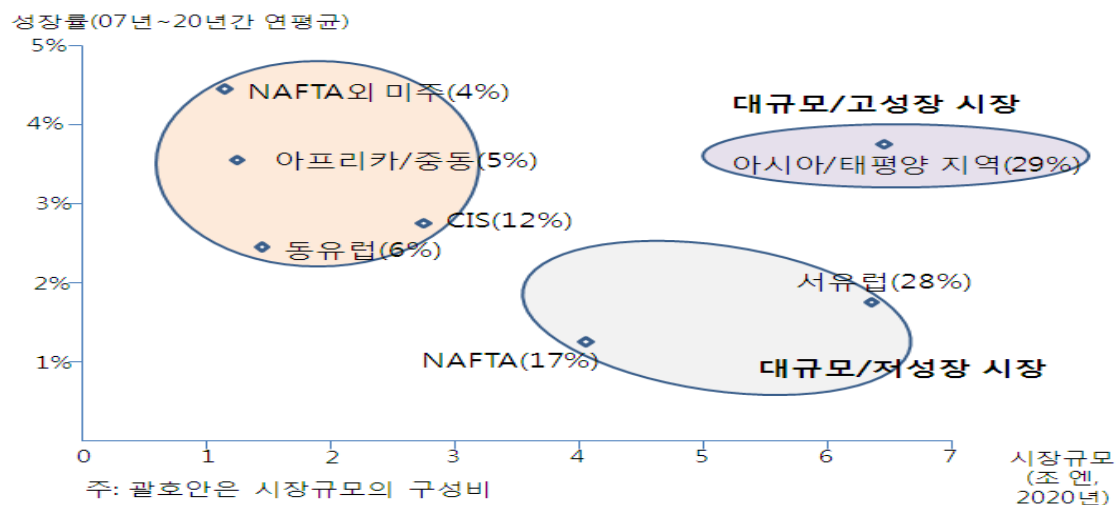 성장률(07년~20년간 연평균)
5%
NAFTA외 미주(4%)
대규모/고성장 시장
4%
아프리카/중동(5%)
아시아/태평양 지역(29%)
3%
CIS(12%)
동유럽(6%)
2%
서유럽(28%)
1%
NAFTA(17%)
대규모/저성장 시장
0 1 2 3 4 5 6 7
시장규모
(조 엔,
2020년)
주: 괄호안은 시장규모의 구성비